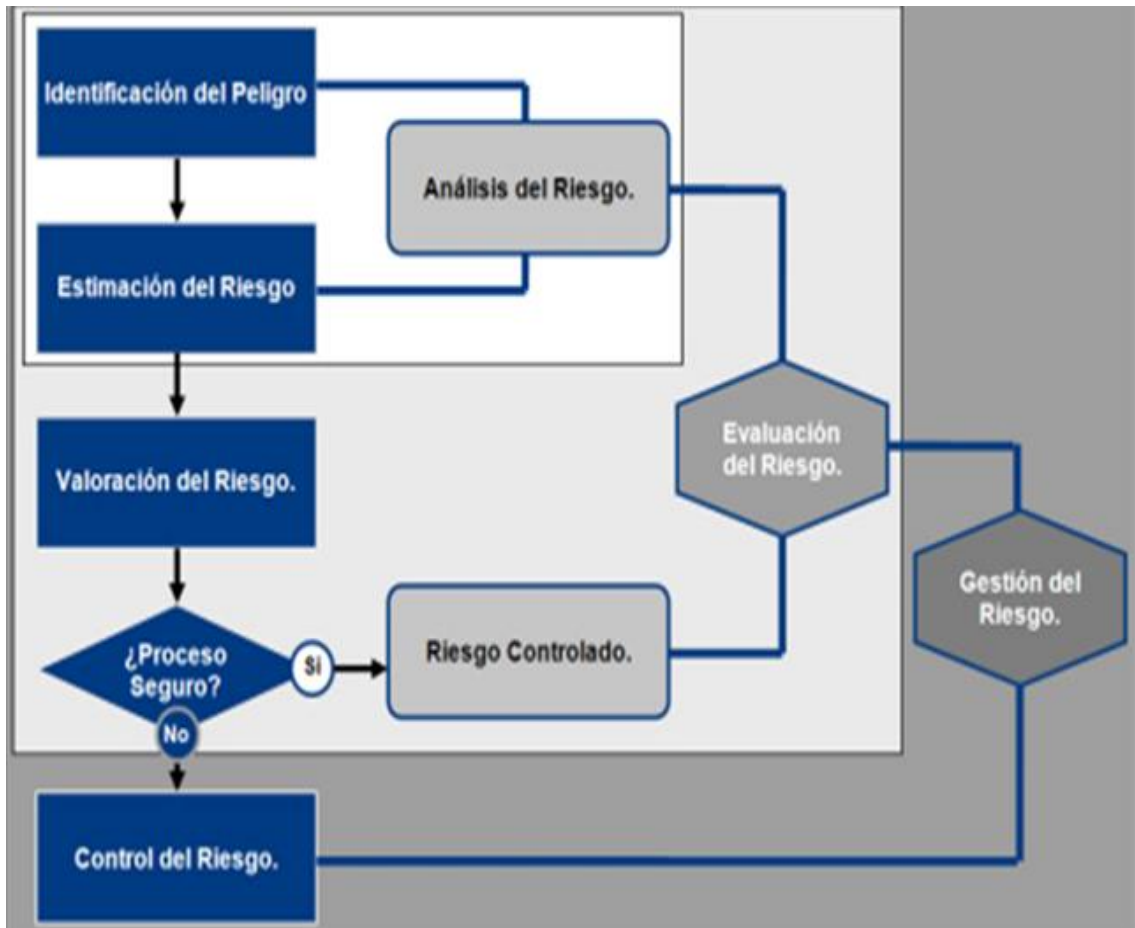 Identificación del Peligro
Análisis del Riesgo.
Estimación del Riesgo
Evaluación
del Riesgo.
Valoración del Riesgo.
Gestión del
Riesgo.
¿Proceso
Seguro?
Si
Riesgo Controlado.
No
Control del Riesgo.